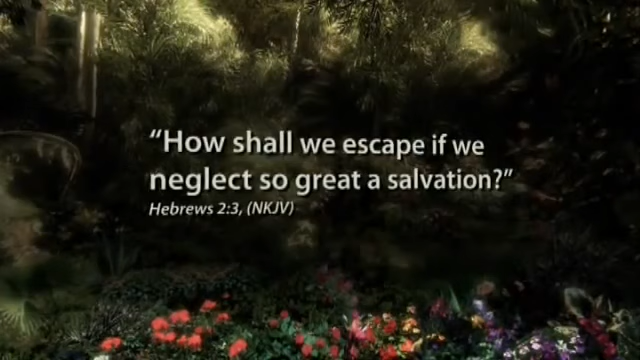 “How shall we escape if we
neglect so great a salvation?”
Hebrews 2:3, (NKJV)